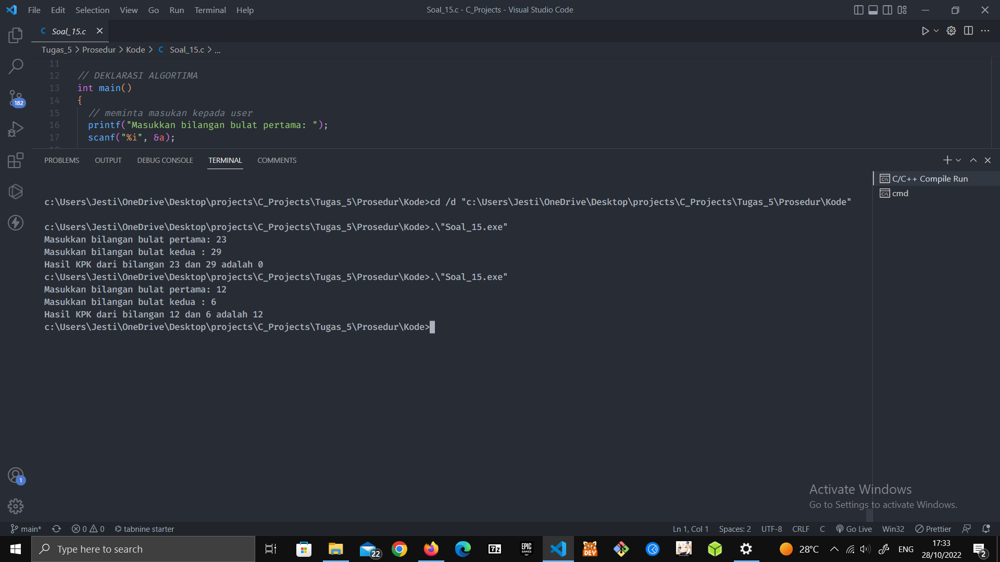 File Edit Selection View Go Run Terminal Help
Soal_15.c - C_Projects - Visual Studio Code
C Soal_15.c
Tugas_5 > Prosedur > Kode > C Soal_15.c > ...
11
12 // DEKLARASI ALGORTIMA
13 int main()
14 {
15 // meminta masukan kepada user
16 printf("Masukkan bilangan bulat pertama: ");
17 scanf("%i", &a);
182
PROBLEMS OUTPUT DEBUG CONSOLE TERMINAL COMMENTS
C/C++ Compile Run
cmd
c:\Users\Jesti\OneDrive\Desktop\projects\C_Projects\Tugas_5\Prosedur\Kode>cd /d "c:\Users\Jesti\OneDrive\Desktop\projects\C_Projects\Tugas_5\Prosedur\Kode"
c:\Users\Jesti\OneDrive\Desktop\projects\C_Projects\Tugas_5\Prosedur\Kode>.\"Soal_15.exe"
Masukkan bilangan bulat pertama: 23
Masukkan bilangan bulat kedua : 29
Hasil KPK dari bilangan 23 dan 29 adalah 0
c:\Users\Jesti\OneDrive\Desktop\projects\C_Projects\Tugas_5\Prosedur\Kode>.\"Soal_15.exe"
Masukkan bilangan bulat pertama: 12
Masukkan bilangan bulat kedua : 6
Hasil KPK dari bilangan 12 dan 6 adalah 12
c:\Users\Jesti\OneDrive\Desktop\projects\C_Projects\Tugas_5\Prosedur\Kode>
1
Activate Windows
Go to Settings to activate Windows.
main* 0 0 tabnine starter
Ln 1, Col 1 Spaces: 2 UTF-8 CRLF C Go Live Win32 Prettier
Type here to search
22
7z
EPIC GAMES
DEV
28°C
ENG
17:33
28/10/2022
2